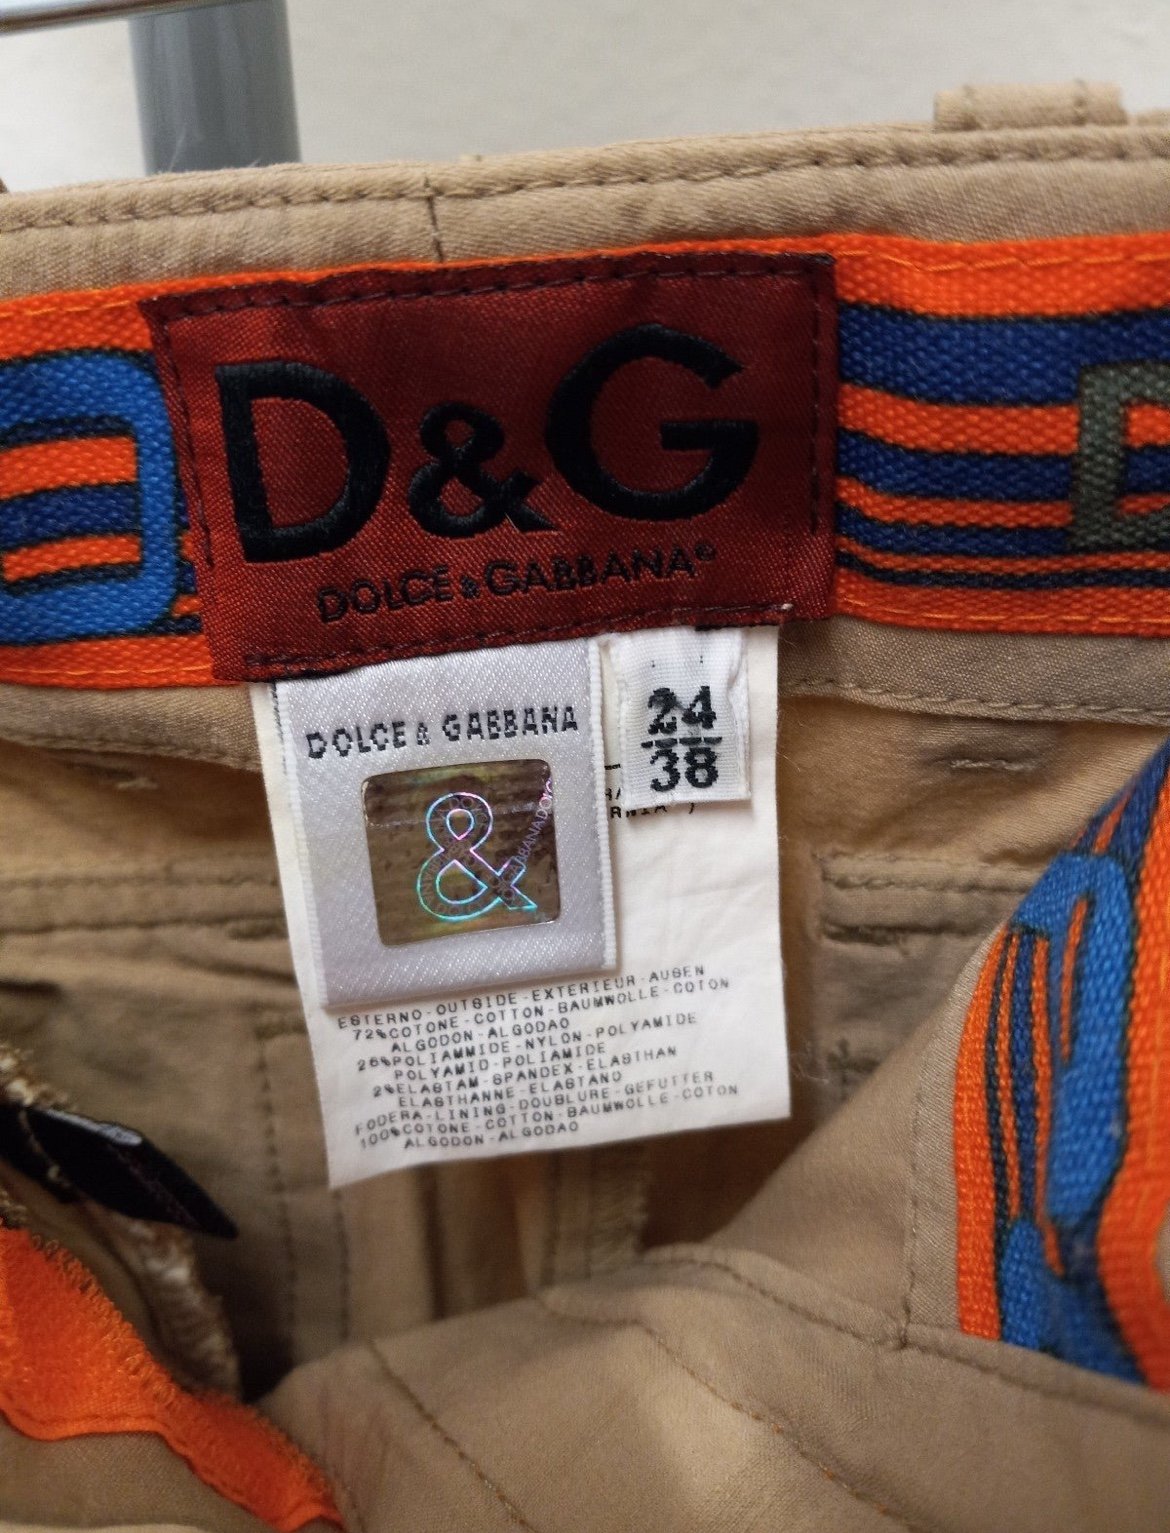 D&G
DOLCE & GABBANA®
DOLCE & GABBANA
24
38
&
ESTERNO-OUTSIDE-EXTERIEUR-AUSEN
72%COTONE-COTTON-BAUMWOLLE-COTON
ALGODON-ALGODAO
26%POLIAMMIDE-NYLON-POLYAMIDE
POLYAMID-POLIAMIDE
2%ELASTAM-SPANDEX-ELASTHAN
ELASTHANNE-ELASTANO
FODERA-LINING-DOUBLURE-GEFUTTER
100%COTONE-COTTON-BAUMWOLLE-COTON
ALGODON-ALGODAO